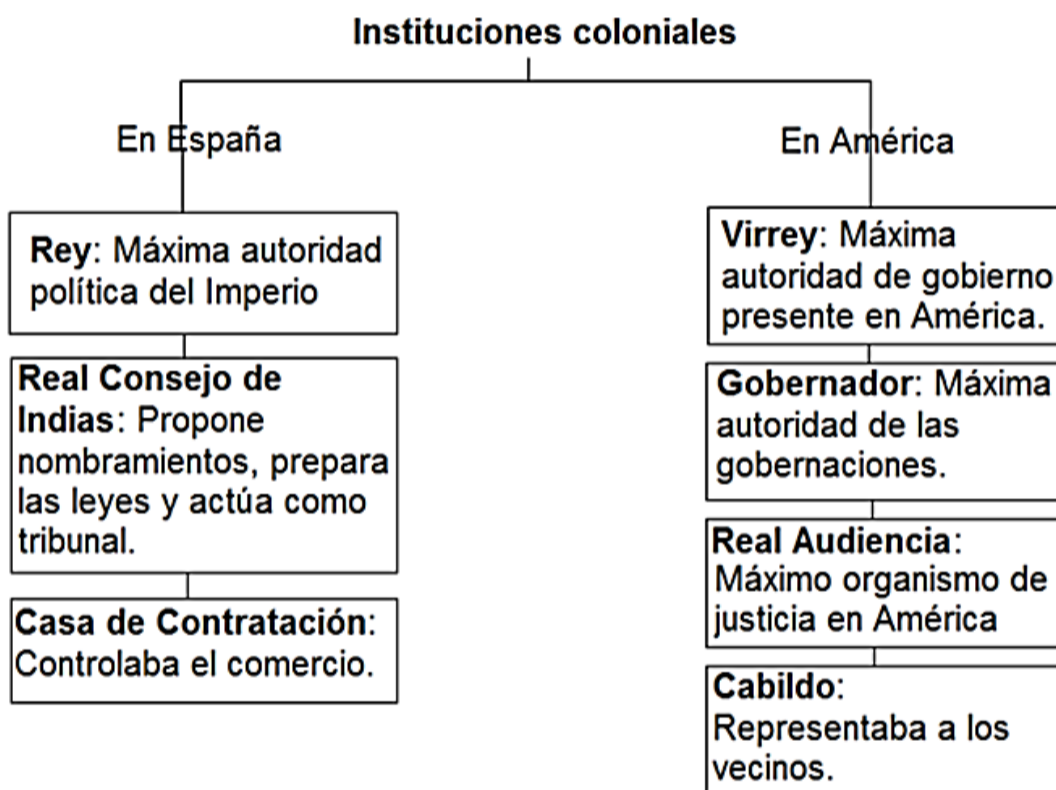 Instituciones coloniales
En España
Rey: Máxima autoridad
política del Imperio
Real Consejo de
Indias: Propone
nombramientos, prepara
las leyes y actúa como
tribunal.
Casa de Contratación:
Controlaba el comercio.
En América
Virrey: Máxima
autoridad de gobierno
presente en América.
Gobernador: Máxima
autoridad de las
gobernaciones.
Real Audiencia:
Máximo organismo de
justicia en América
Cabildo:
Representaba a los
vecinos.